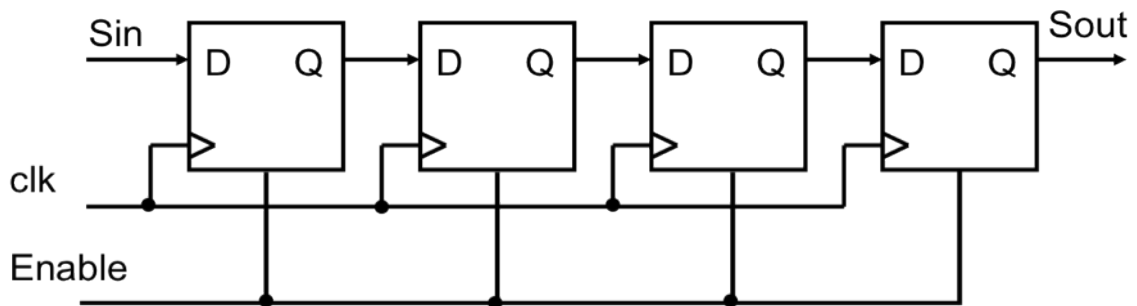 Sin
Sout
D Q D Q D Q D Q
clk
Enable